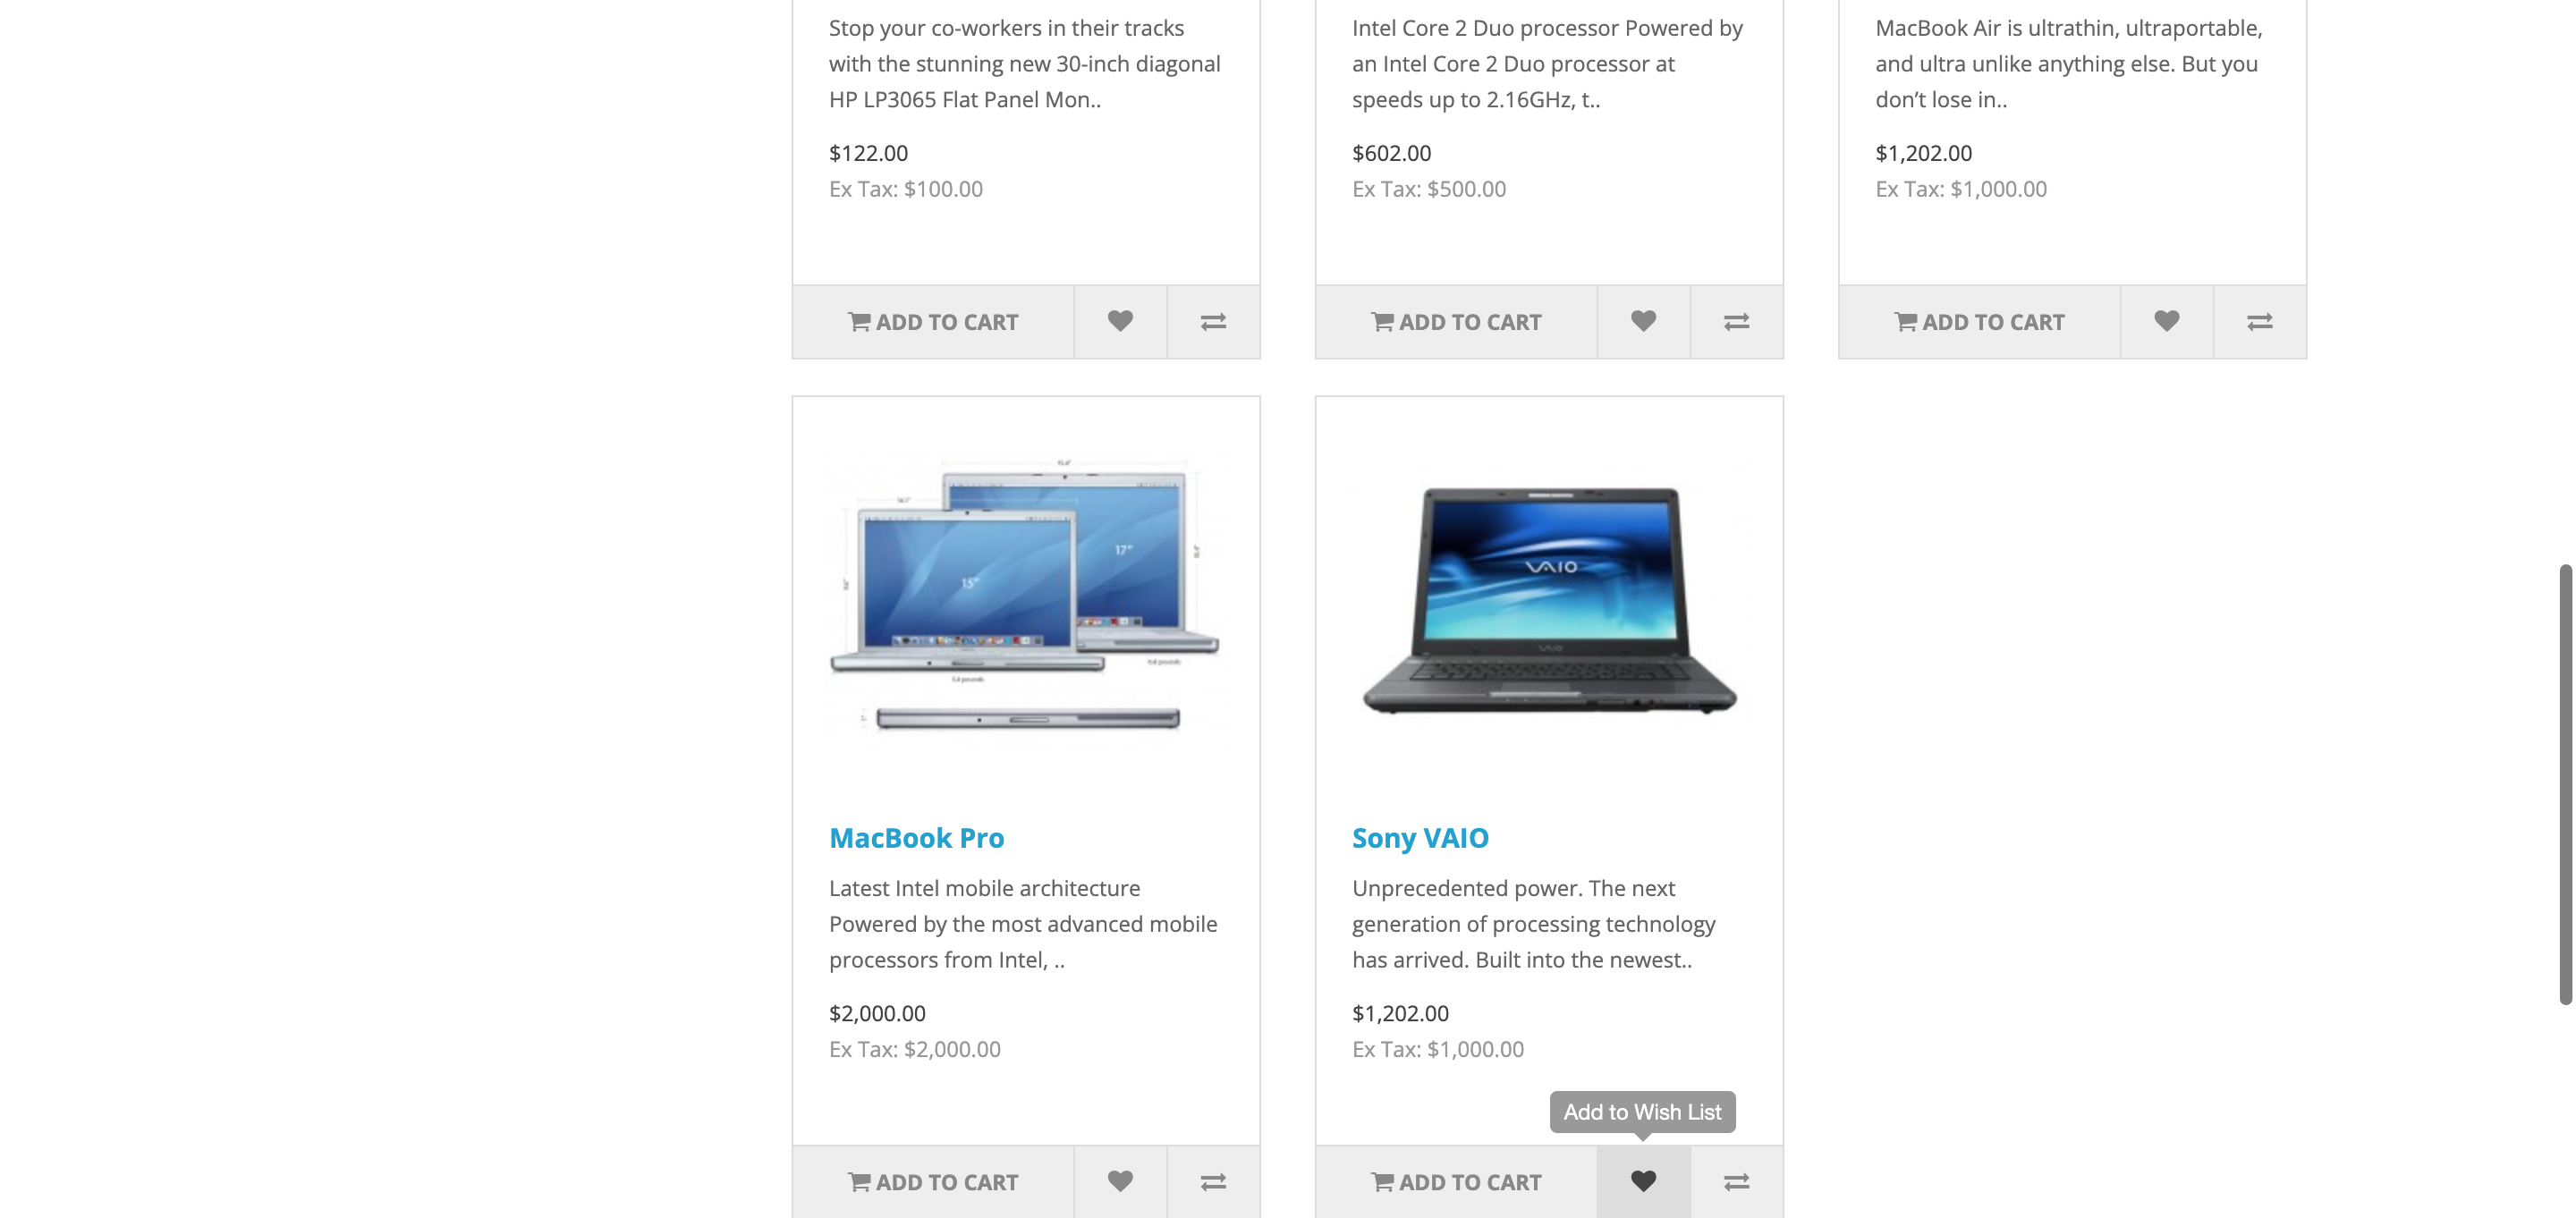 Stop your co-workers in their tracks
with the stunning new 30-inch diagonal
HP LP3065 Flat Panel Mon..
$122.00
Ex Tax: $100.00
ADD TO CART
Intel Core 2 Duo processor Powered by
an Intel Core 2 Duo processor at
speeds up to 2.16GHz, t..
$602.00
Ex Tax: $500.00
ADD TO CART
MacBook Air is ultrathin, ultraportable,
and ultra unlike anything else. But you
don’t lose in..
$1,202.00
Ex Tax: $1,000.00
ADD TO CART
15"
17"
MacBook Pro
Latest Intel mobile architecture
Powered by the most advanced mobile
processors from Intel, ..
$2,000.00
Ex Tax: $2,000.00
ADD TO CART
VAIO
VAIO
Sony VAIO
Unprecedented power. The next
generation of processing technology
has arrived. Built into the newest..
$1,202.00
Ex Tax: $1,000.00
Add to Wish List
ADD TO CART